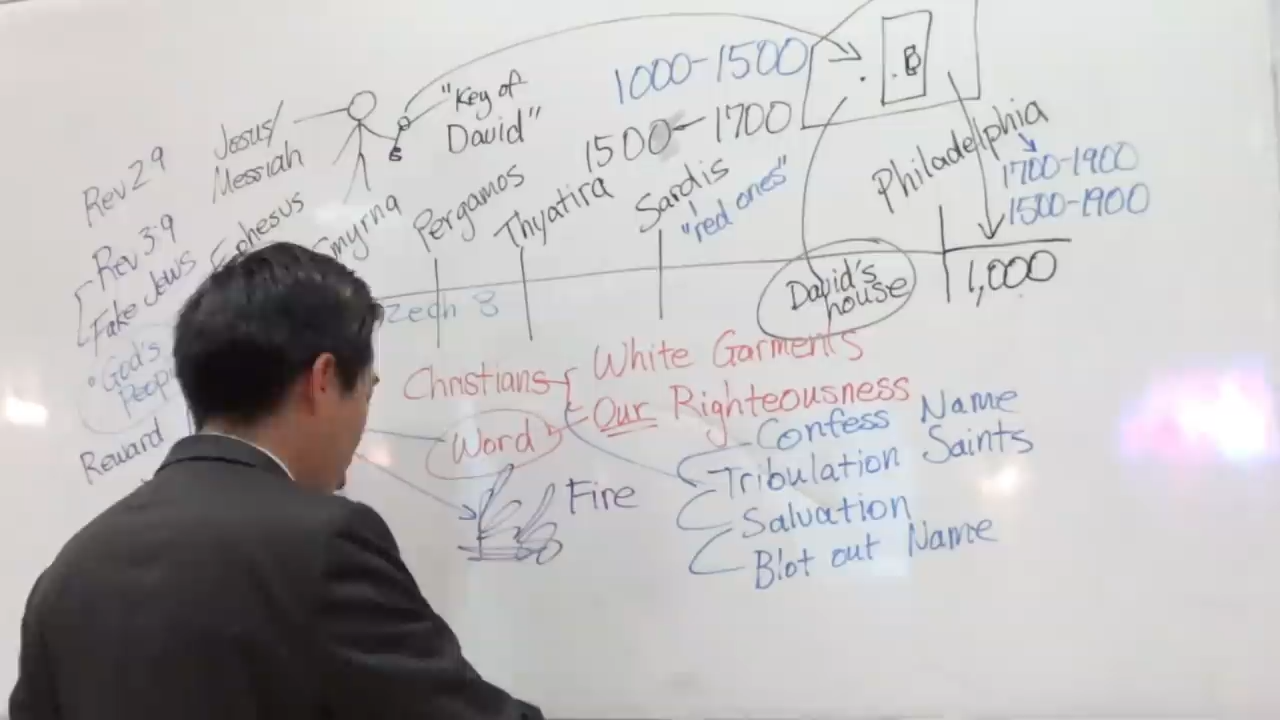 Rev 2:9
Rev 3:9
Fake Jews
"God's
Reward
Jesus/
Messiah
"Key of
David"
Ephesus
Smyrna
Pergamos
Thyatira
Sardis
"red ones"
1000-1500
1500-1700
B
Philadelphia
1700-1900
1500-1900
David's
house
1,000
Zech 3
Christians
White Garments
Our Righteousness
Word
Fire
Confess Name
Tribulation Saints
Salvation
Blot out Name